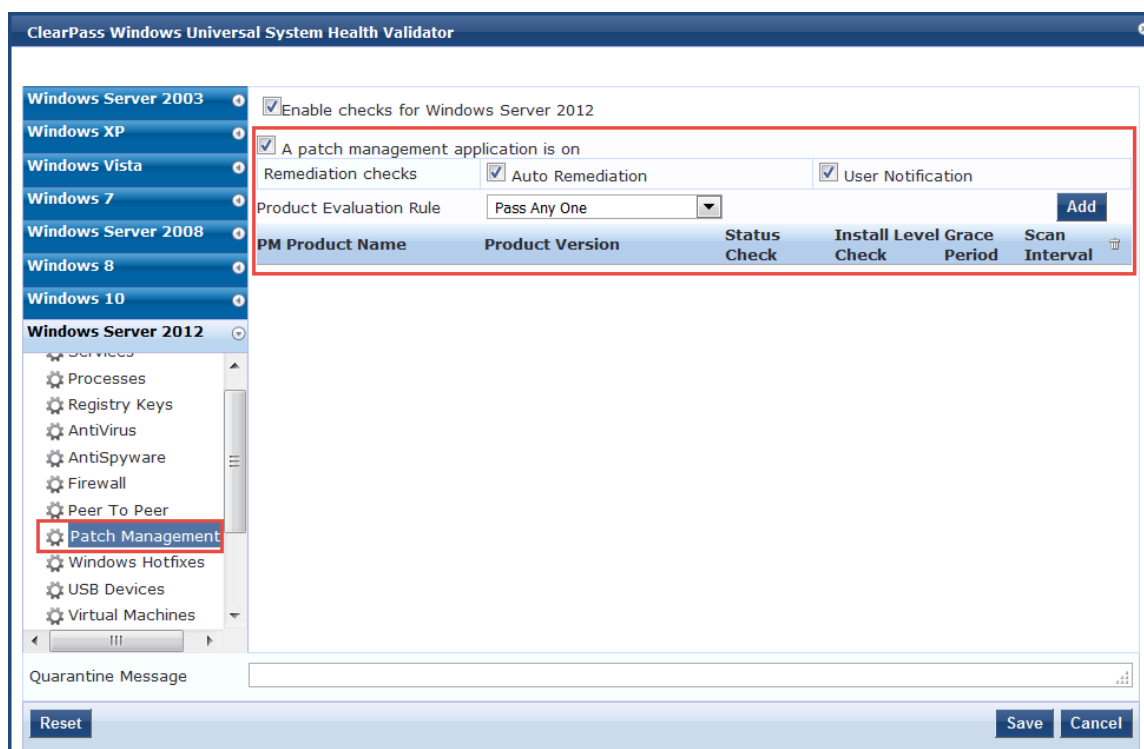 ClearPass Windows Universal System Health Validator
Windows Server 2003
Windows XP
Windows Vista
Windows 7
Windows Server 2008
Windows 8
Windows 10
Windows Server 2012
Services
Processes
Registry Keys
AntiVirus
AntiSpyware
Firewall
Peer To Peer
Patch Management
Windows Hotfixes
USB Devices
Virtual Machines
Enable checks for Windows Server 2012
A patch management application is on
Remediation checks Auto Remediation User Notification
Product Evaluation Rule Pass Any One Add
PM Product Name Product Version Status Check Install Level Check Grace Period Scan Interval
Quarantine Message
Reset Save Cancel